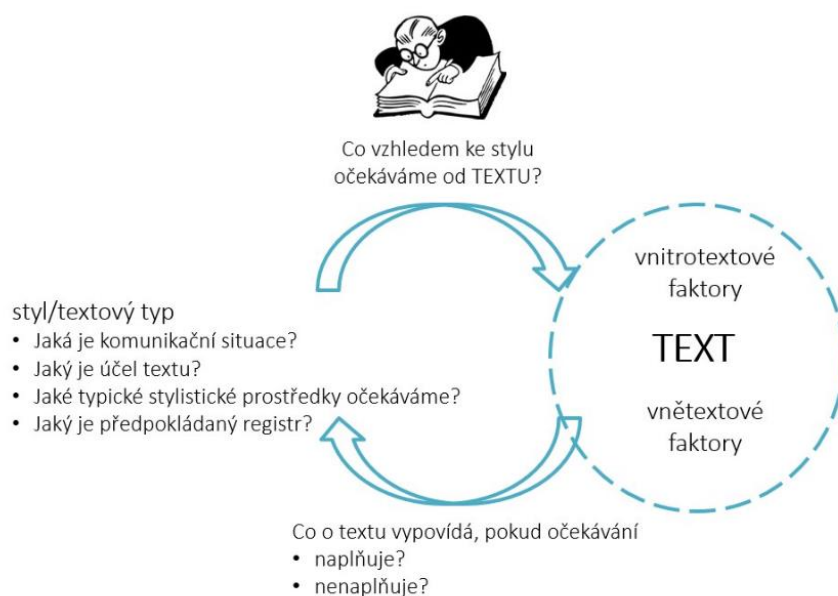 Co vzhledem ke stylu
očekáváme od TEXTU?
vnitrotextové
faktory
TEXT
vnětextové
faktory
styl/textový typ
• Jaká je komunikační situace?
• Jaký je účel textu?
• Jaké typické stylistické prostředky očekáváme?
• Jaký je předpokládaný registr?
Co o textu vypovídá, pokud očekávání
• naplňuje?
• nenaplňuje?